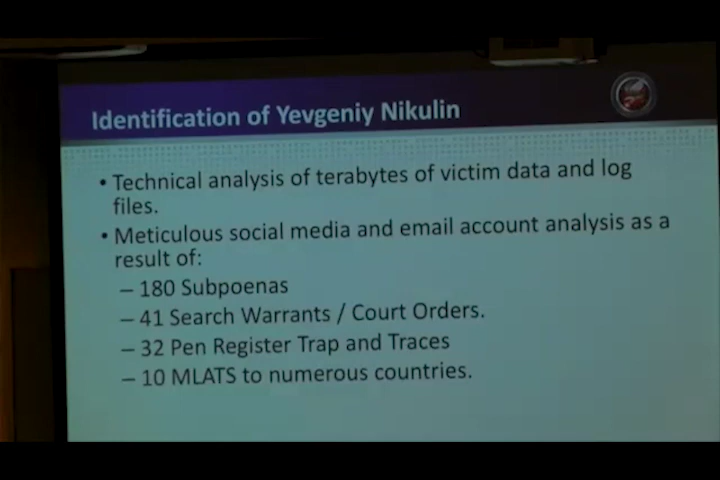 Identification of Yevgeniy Nikulin
• Technical analysis of terabytes of victim data and log
files.
• Meticulous social media and email account analysis as a
result of:
– 180 Subpoenas
– 41 Search Warrants / Court Orders.
– 32 Pen Register Trap and Traces
– 10 MLATS to numerous countries.